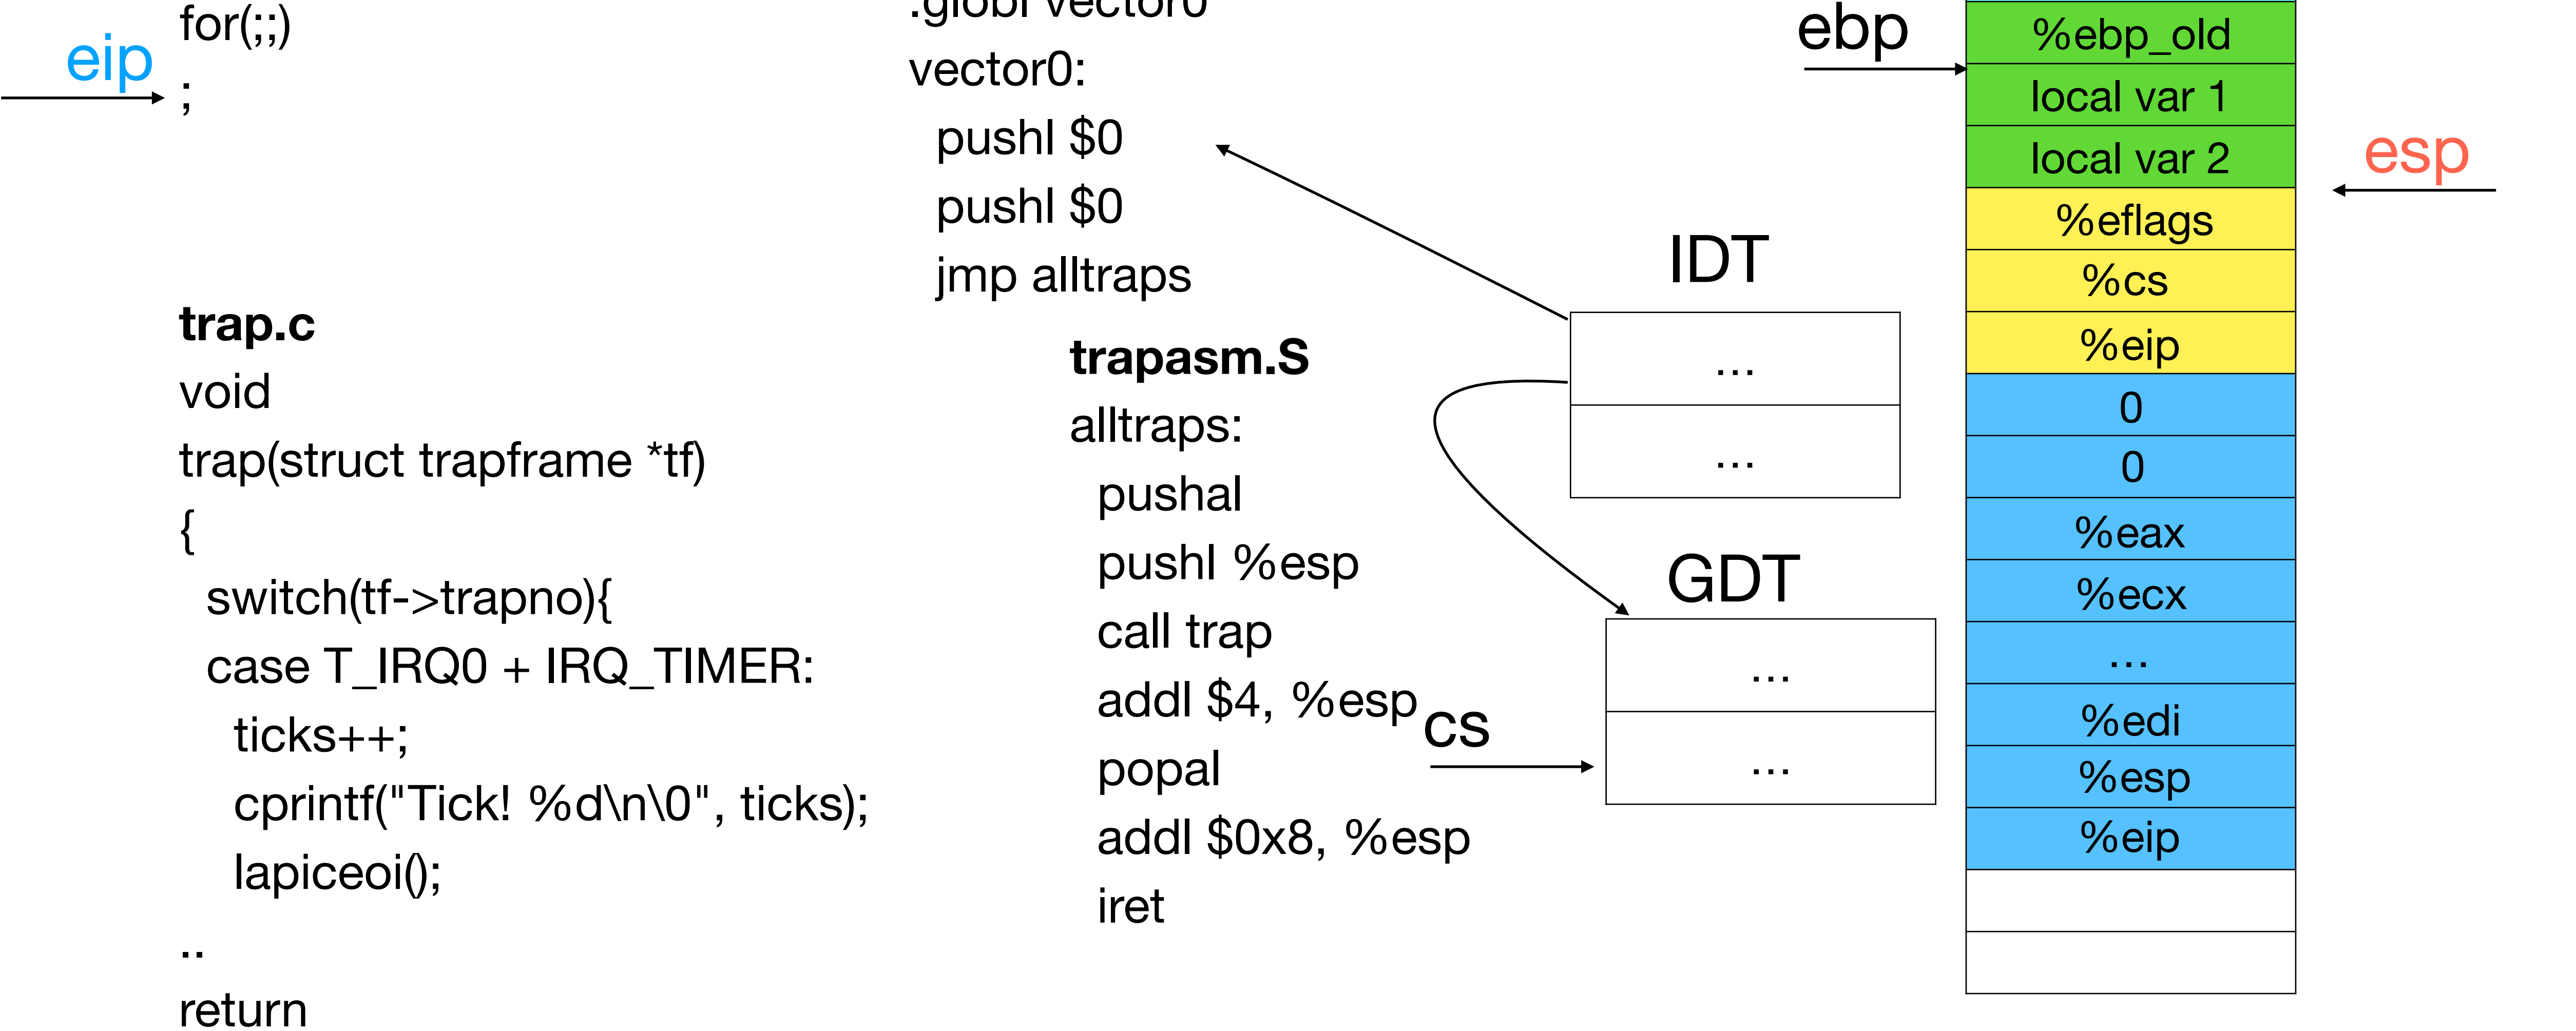 for(;;)
eip
;
.globl vector0
vector0:
pushl $0
pushl $0
jmp alltraps
trap.c
void
trap(struct trapframe *tf)
{
switch(tf->trapno){
case T_IRQ0 + IRQ_TIMER:
ticks++;
cprintf("Tick! %d\n\0", ticks);
lapiceoi();
..
return
trapasm.S
alltraps:
pushal
pushl %esp
call trap
addl $4, %esp
popal
addl $0x8, %esp
iret
IDT
...
...
GDT
cs
...
...
ebp
%ebp_old
local var 1
local var 2
esp
%eflags
%cs
%eip
0
0
%eax
%ecx
...
%edi
%esp
%eip